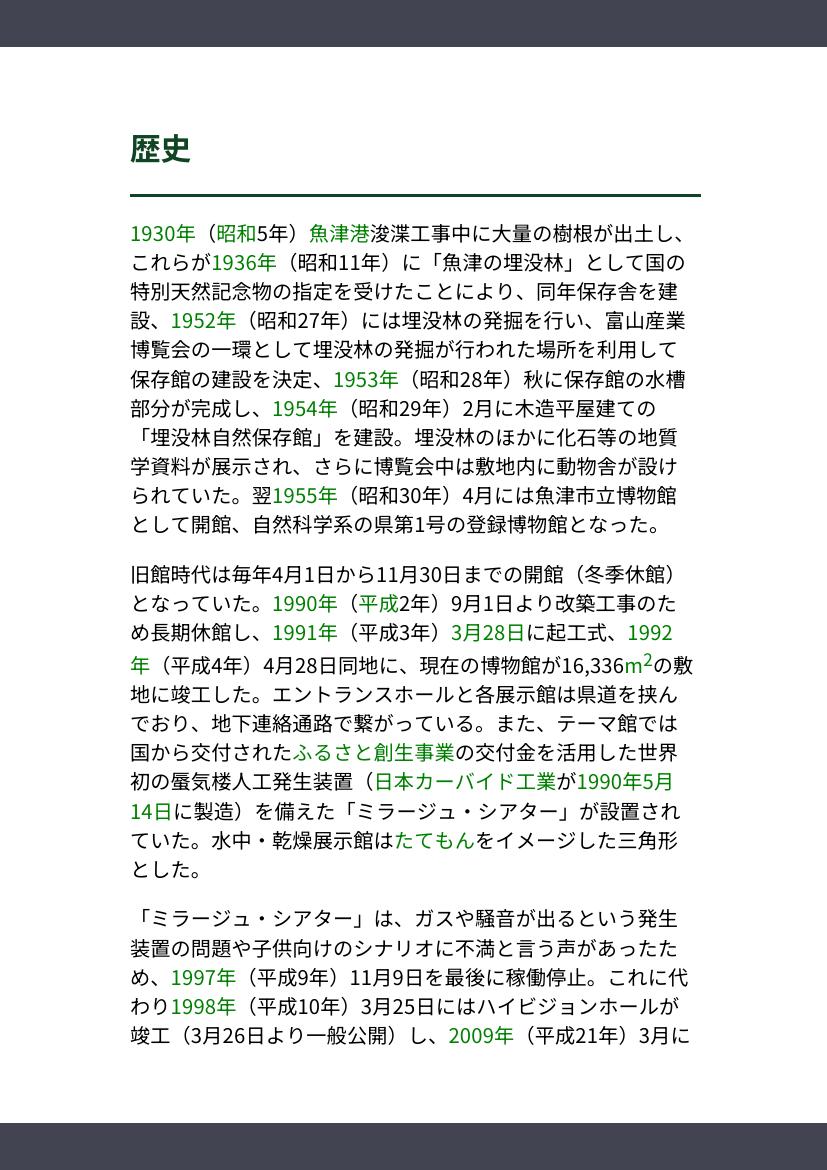 歴史
1930年（昭和5年）魚津港浚渫工事中に大量の樹根が出土し、
これらが1936年（昭和11年）に「魚津の埋没林」として国の
特別天然記念物の指定を受けたことにより、同年保存舎を建
設、1952年（昭和27年）には埋没林の発掘を行い、富山産業
博覧会の一環として埋没林の発掘が行われた場所を利用して
保存館の建設を決定、1953年（昭和28年）秋に保存館の水槽
部分が完成し、1954年（昭和29年）2月に木造平屋建ての
「埋没林自然保存館」を建設。埋没林のほかに化石等の地質
学資料が展示され、さらに博覧会中は敷地内に動物舎が設け
られていた。翌1955年（昭和30年）4月には魚津市立博物館
として開館、自然科学系の県第1号の登録博物館となった。
旧館時代は毎年4月1日から11月30日までの開館（冬季休館）
となっていた。1990年（平成2年）9月1日より改築工事のた
め長期休館し、1991年（平成3年）3月28日に起工式、1992
年（平成4年）4月28日同地に、現在の博物館が16,336m2の敷
地に竣工した。エントランスホールと各展示館は県道を挟ん
でおり、地下連絡通路で繋がっている。また、テーマ館では
国から交付されたふるさと創生事業の交付金を活用した世界
初の蜃気楼人工発生装置（日本カーバイド工業が1990年5月
14日に製造）を備えた「ミラージュ・シアター」が設置され
ていた。水中・乾燥展示館はたてもんをイメージした三角形
とした。
「ミラージュ・シアター」は、ガスや騒音が出るという発生
装置の問題や子供向けのシナリオに不満と言う声があったた
め、1997年（平成9年）11月9日を最後に稼働停止。これに代
わり1998年（平成10年）3月25日にはハイビジョンホールが
竣工（3月26日より一般公開）し、2009年（平成21年）3月に